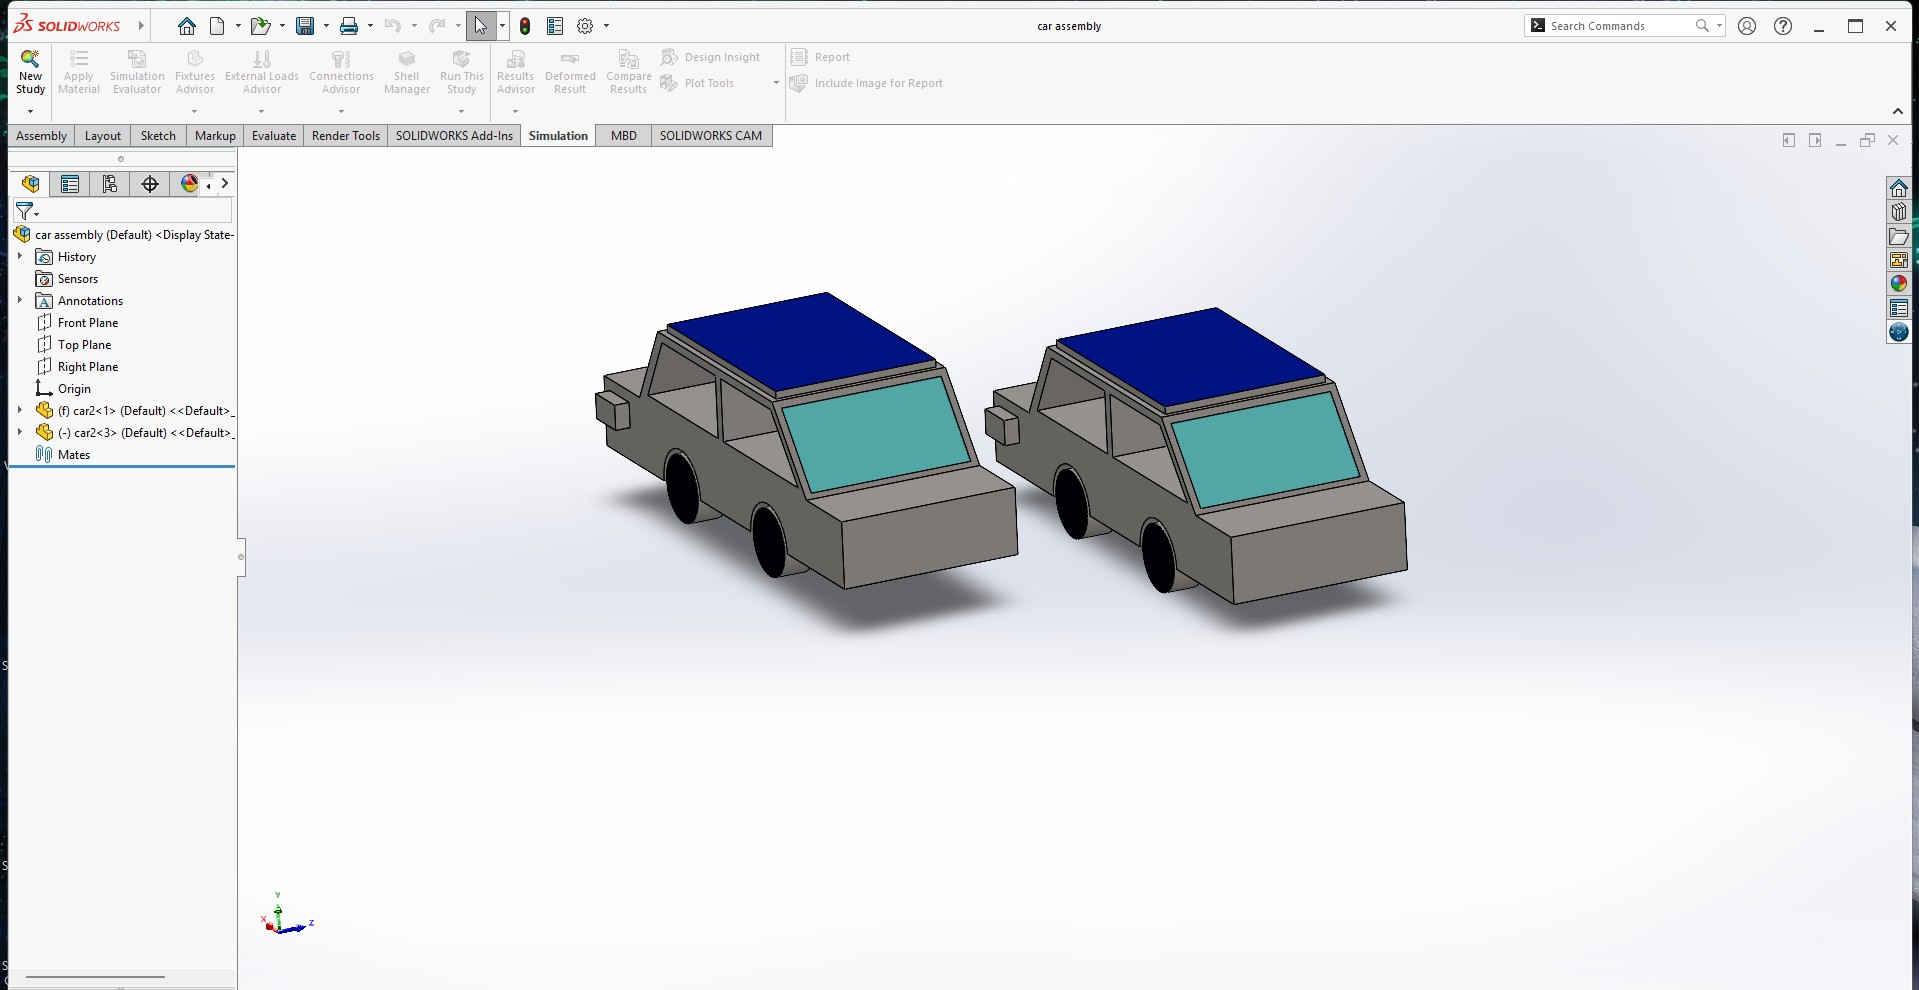 SOLIDWORKS
car assembly
Search Commands
New Study
Apply Material
Simulation Evaluator
Fixtures Advisor
External Loads Advisor
Connections Advisor
Shell Manager
Run This Study
Results Advisor
Deformed Result
Compare Results
Design Insight
Plot Tools
Report
Include Image for Report
Assembly
Layout
Sketch
Markup
Evaluate
Render Tools
SOLIDWORKS Add-Ins
Simulation
MBD
SOLIDWORKS CAM
car assembly (Default) <Display State-
History
Sensors
Annotations
Front Plane
Top Plane
Right Plane
Origin
(f) car2<1> (Default) <<Default>_
(-) car2<3> (Default) <<Default>_
Mates
Y
X
Z